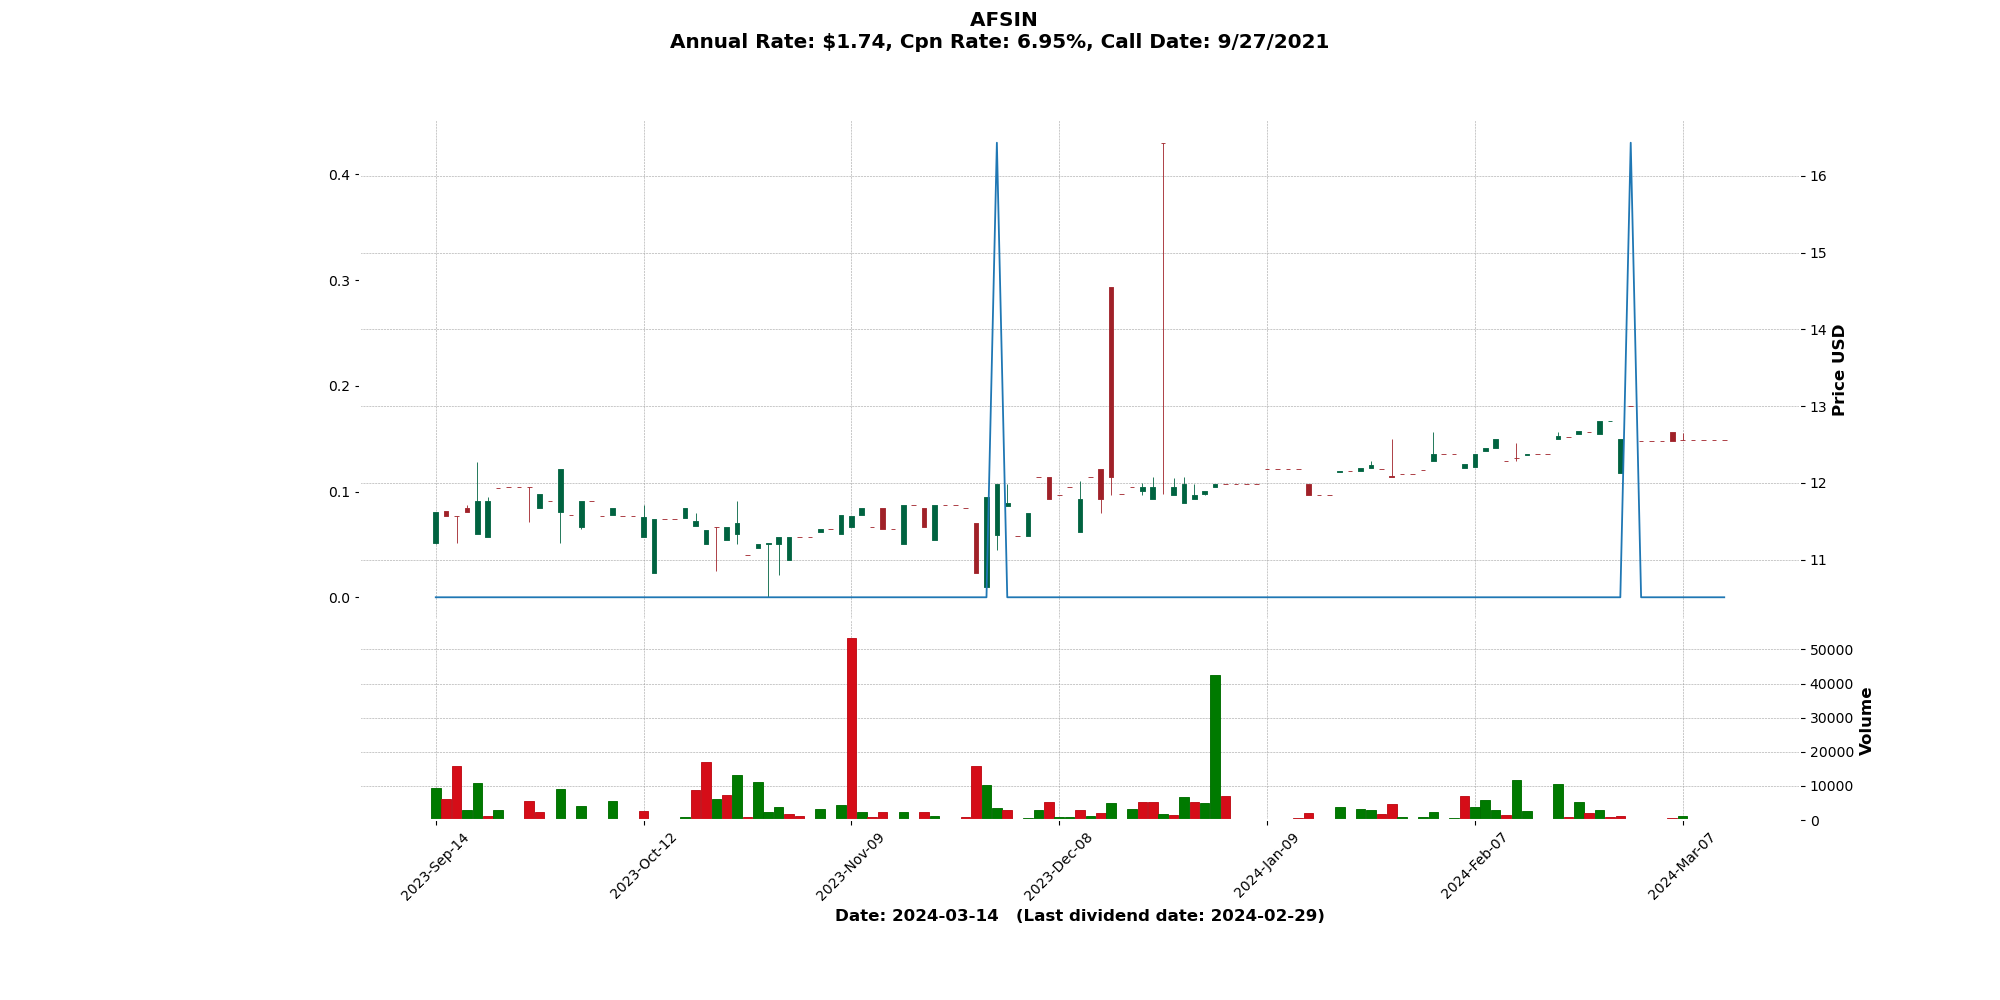 AFSIN
Annual Rate: $1.74, Cpn Rate: 6.95%, Call Date: 9/27/2021
0.4
0.3
0.2
0.1
0.0
16
15
14
13
12
11
Price USD
50000
40000
30000
20000
10000
0
Volume
2023-Sep-14
2023-Oct-12
2023-Nov-09
2023-Dec-08
2024-Jan-09
2024-Feb-07
2024-Mar-07
Date: 2024-03-14 (Last dividend date: 2024-02-29)